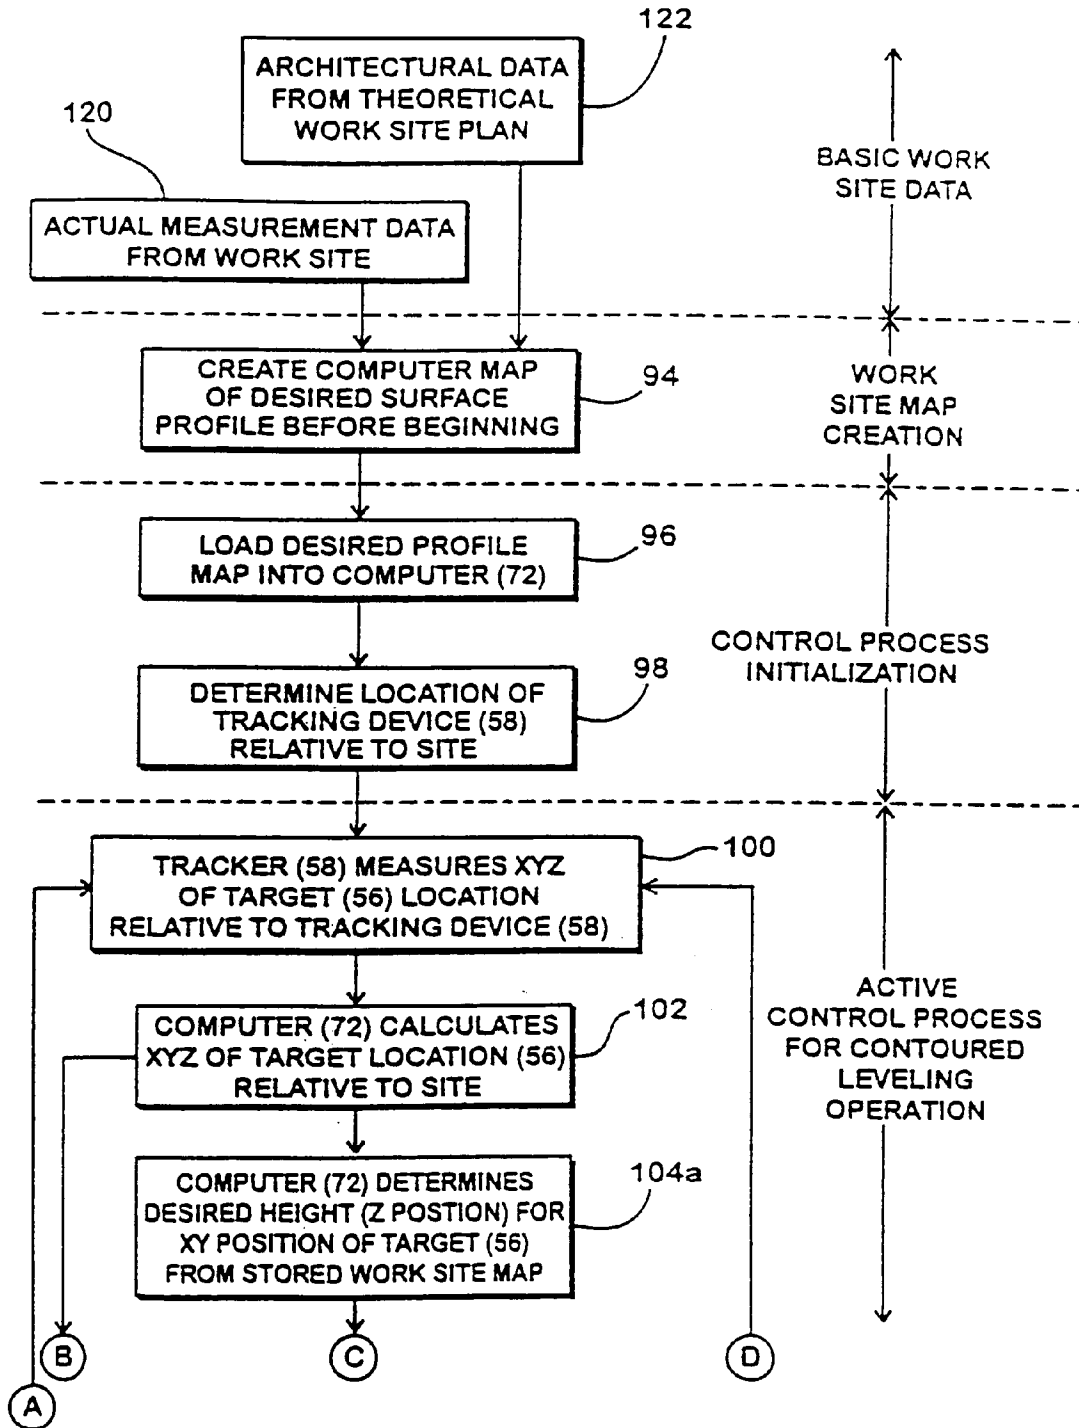 122
ARCHITECTURAL DATA
FROM THEORETICAL
WORK SITE PLAN
120
ACTUAL MEASUREMENT DATA
FROM WORK SITE
BASIC WORK
SITE DATA
CREATE COMPUTER MAP
OF DESIRED SURFACE
PROFILE BEFORE BEGINNING
94
WORK
SITE MAP
CREATION
LOAD DESIRED PROFILE
MAP INTO COMPUTER (72)
96
DETERMINE LOCATION OF
TRACKING DEVICE (58)
RELATIVE TO SITE
98
CONTROL PROCESS
INITIALIZATION
TRACKER (58) MEASURES XYZ
OF TARGET (56) LOCATION
RELATIVE TO TRACKING DEVICE (58)
100
COMPUTER (72) CALCULATES
XYZ OF TARGET LOCATION (56)
RELATIVE TO SITE
102
ACTIVE
CONTROL PROCESS
FOR CONTOURED
LEVELING
OPERATION
COMPUTER (72) DETERMINES
DESIRED HEIGHT (Z POSTION) FOR
XY POSITION OF TARGET (56)
FROM STORED WORK SITE MAP
104a
B
C
D
A